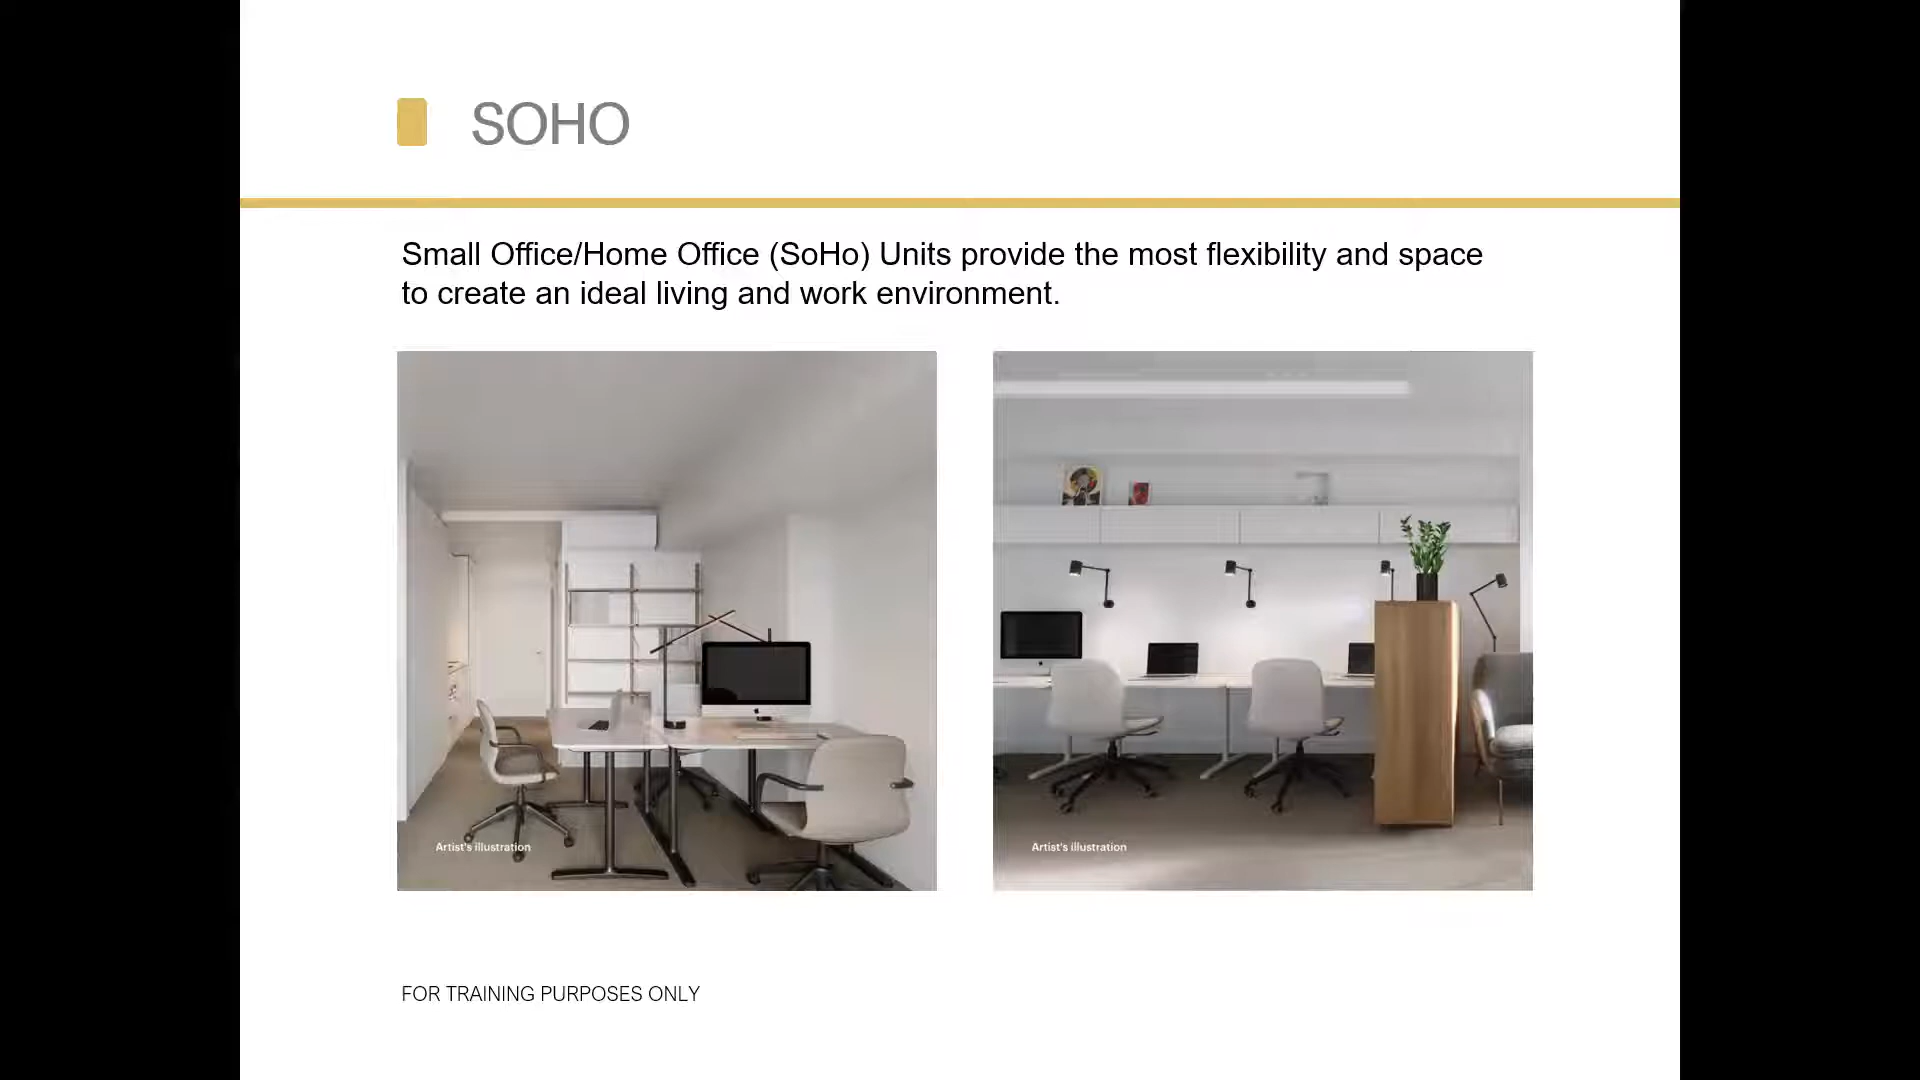 SOHO
Small Office/Home Office (SoHo) Units provide the most flexibility and space
to create an ideal living and work environment.
Artist's illustration
Artist's illustration
FOR TRAINING PURPOSES ONLY